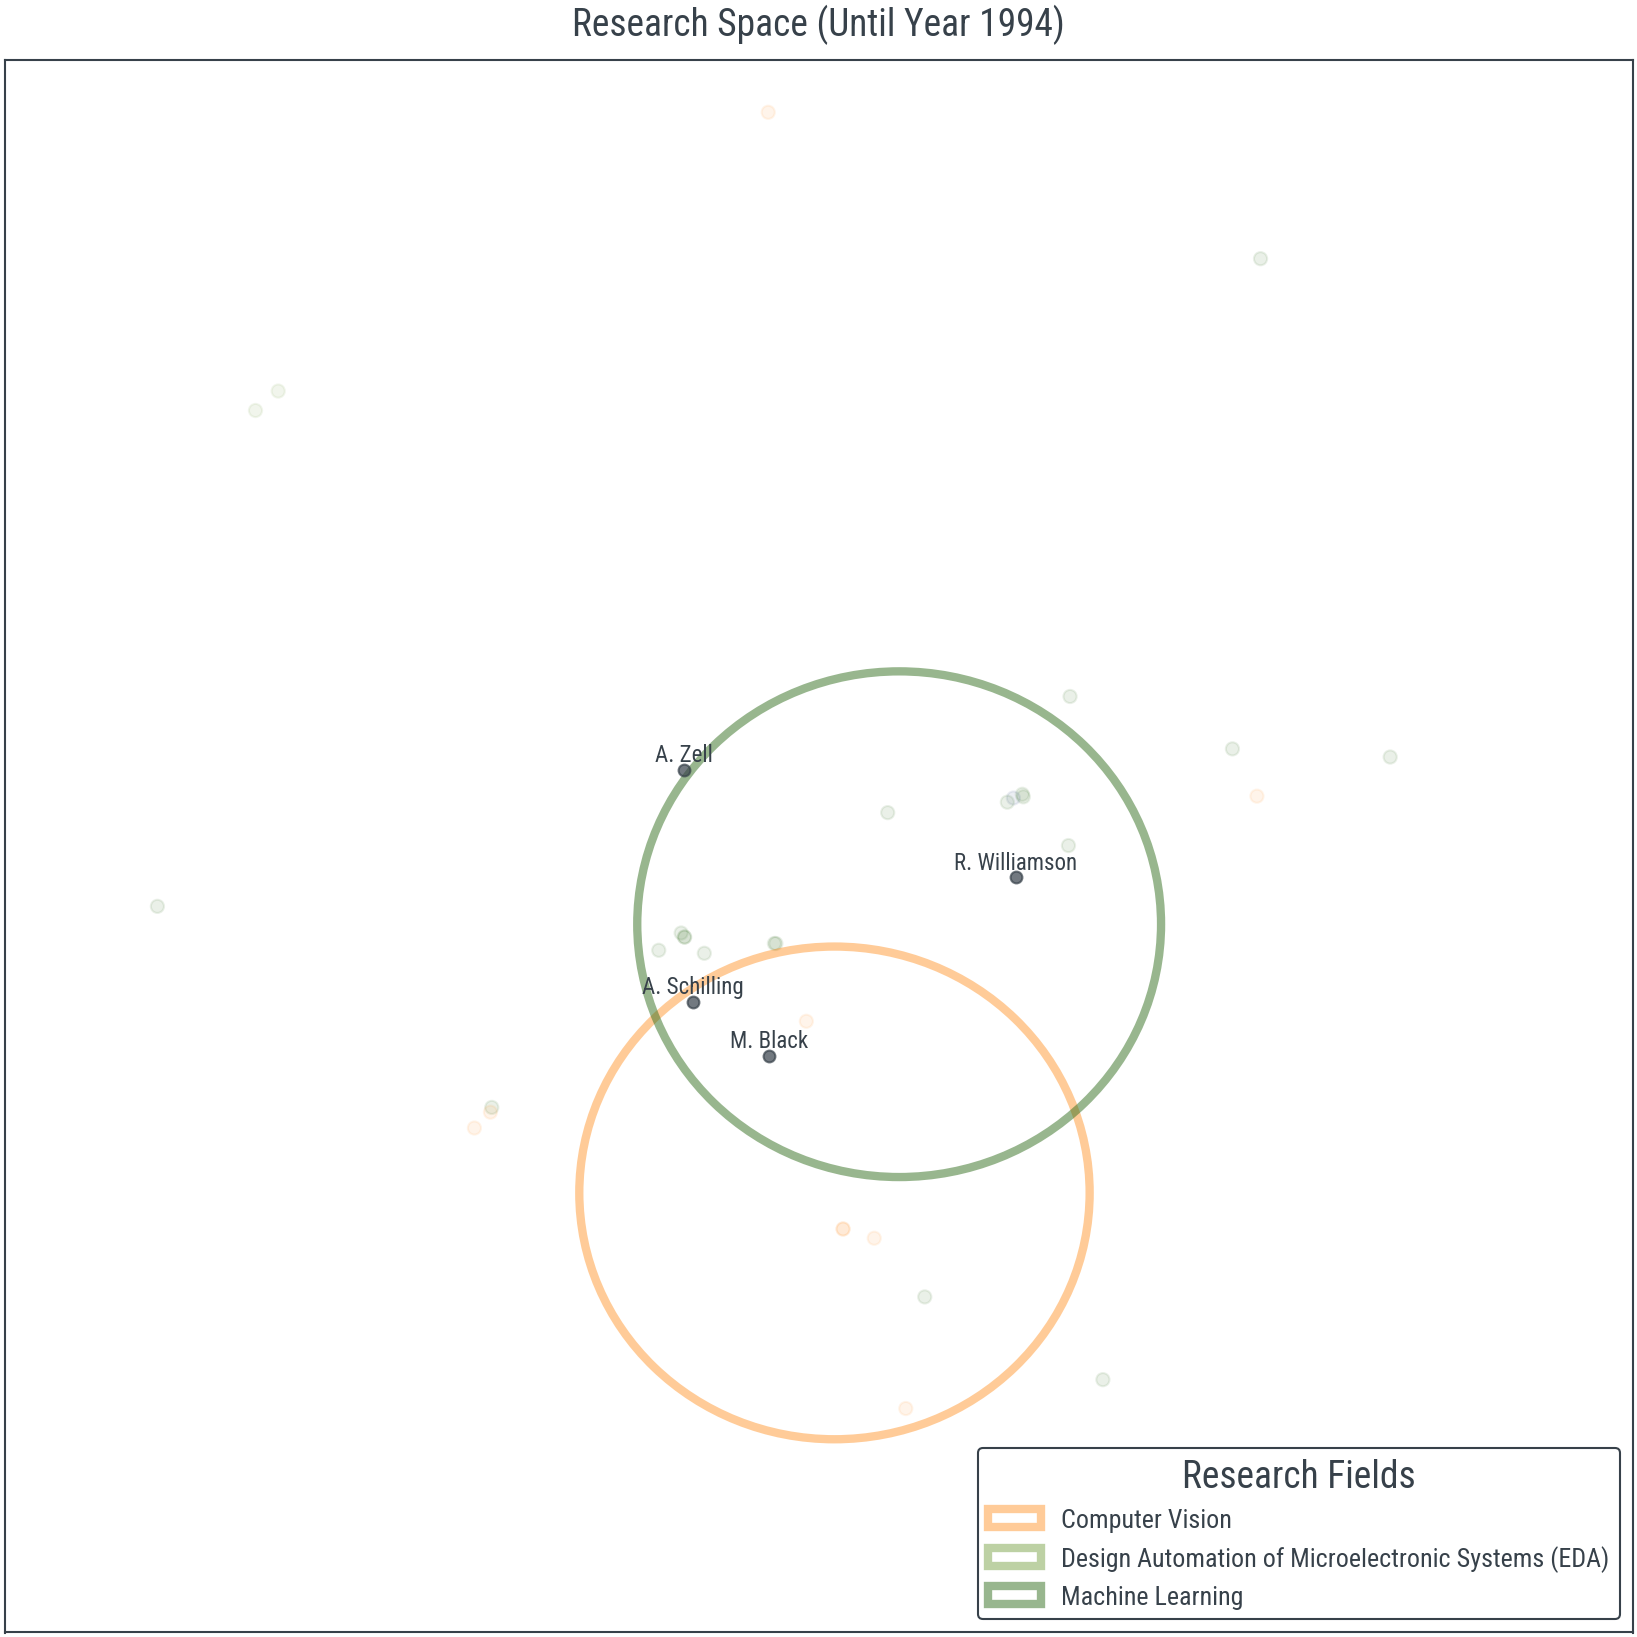 Research Space (Until Year 1994)
A. Zell
R. Williamson
A. Schilling
M. Black
Research Fields
Computer Vision
Design Automation of Microelectronic Systems (EDA)
Machine Learning